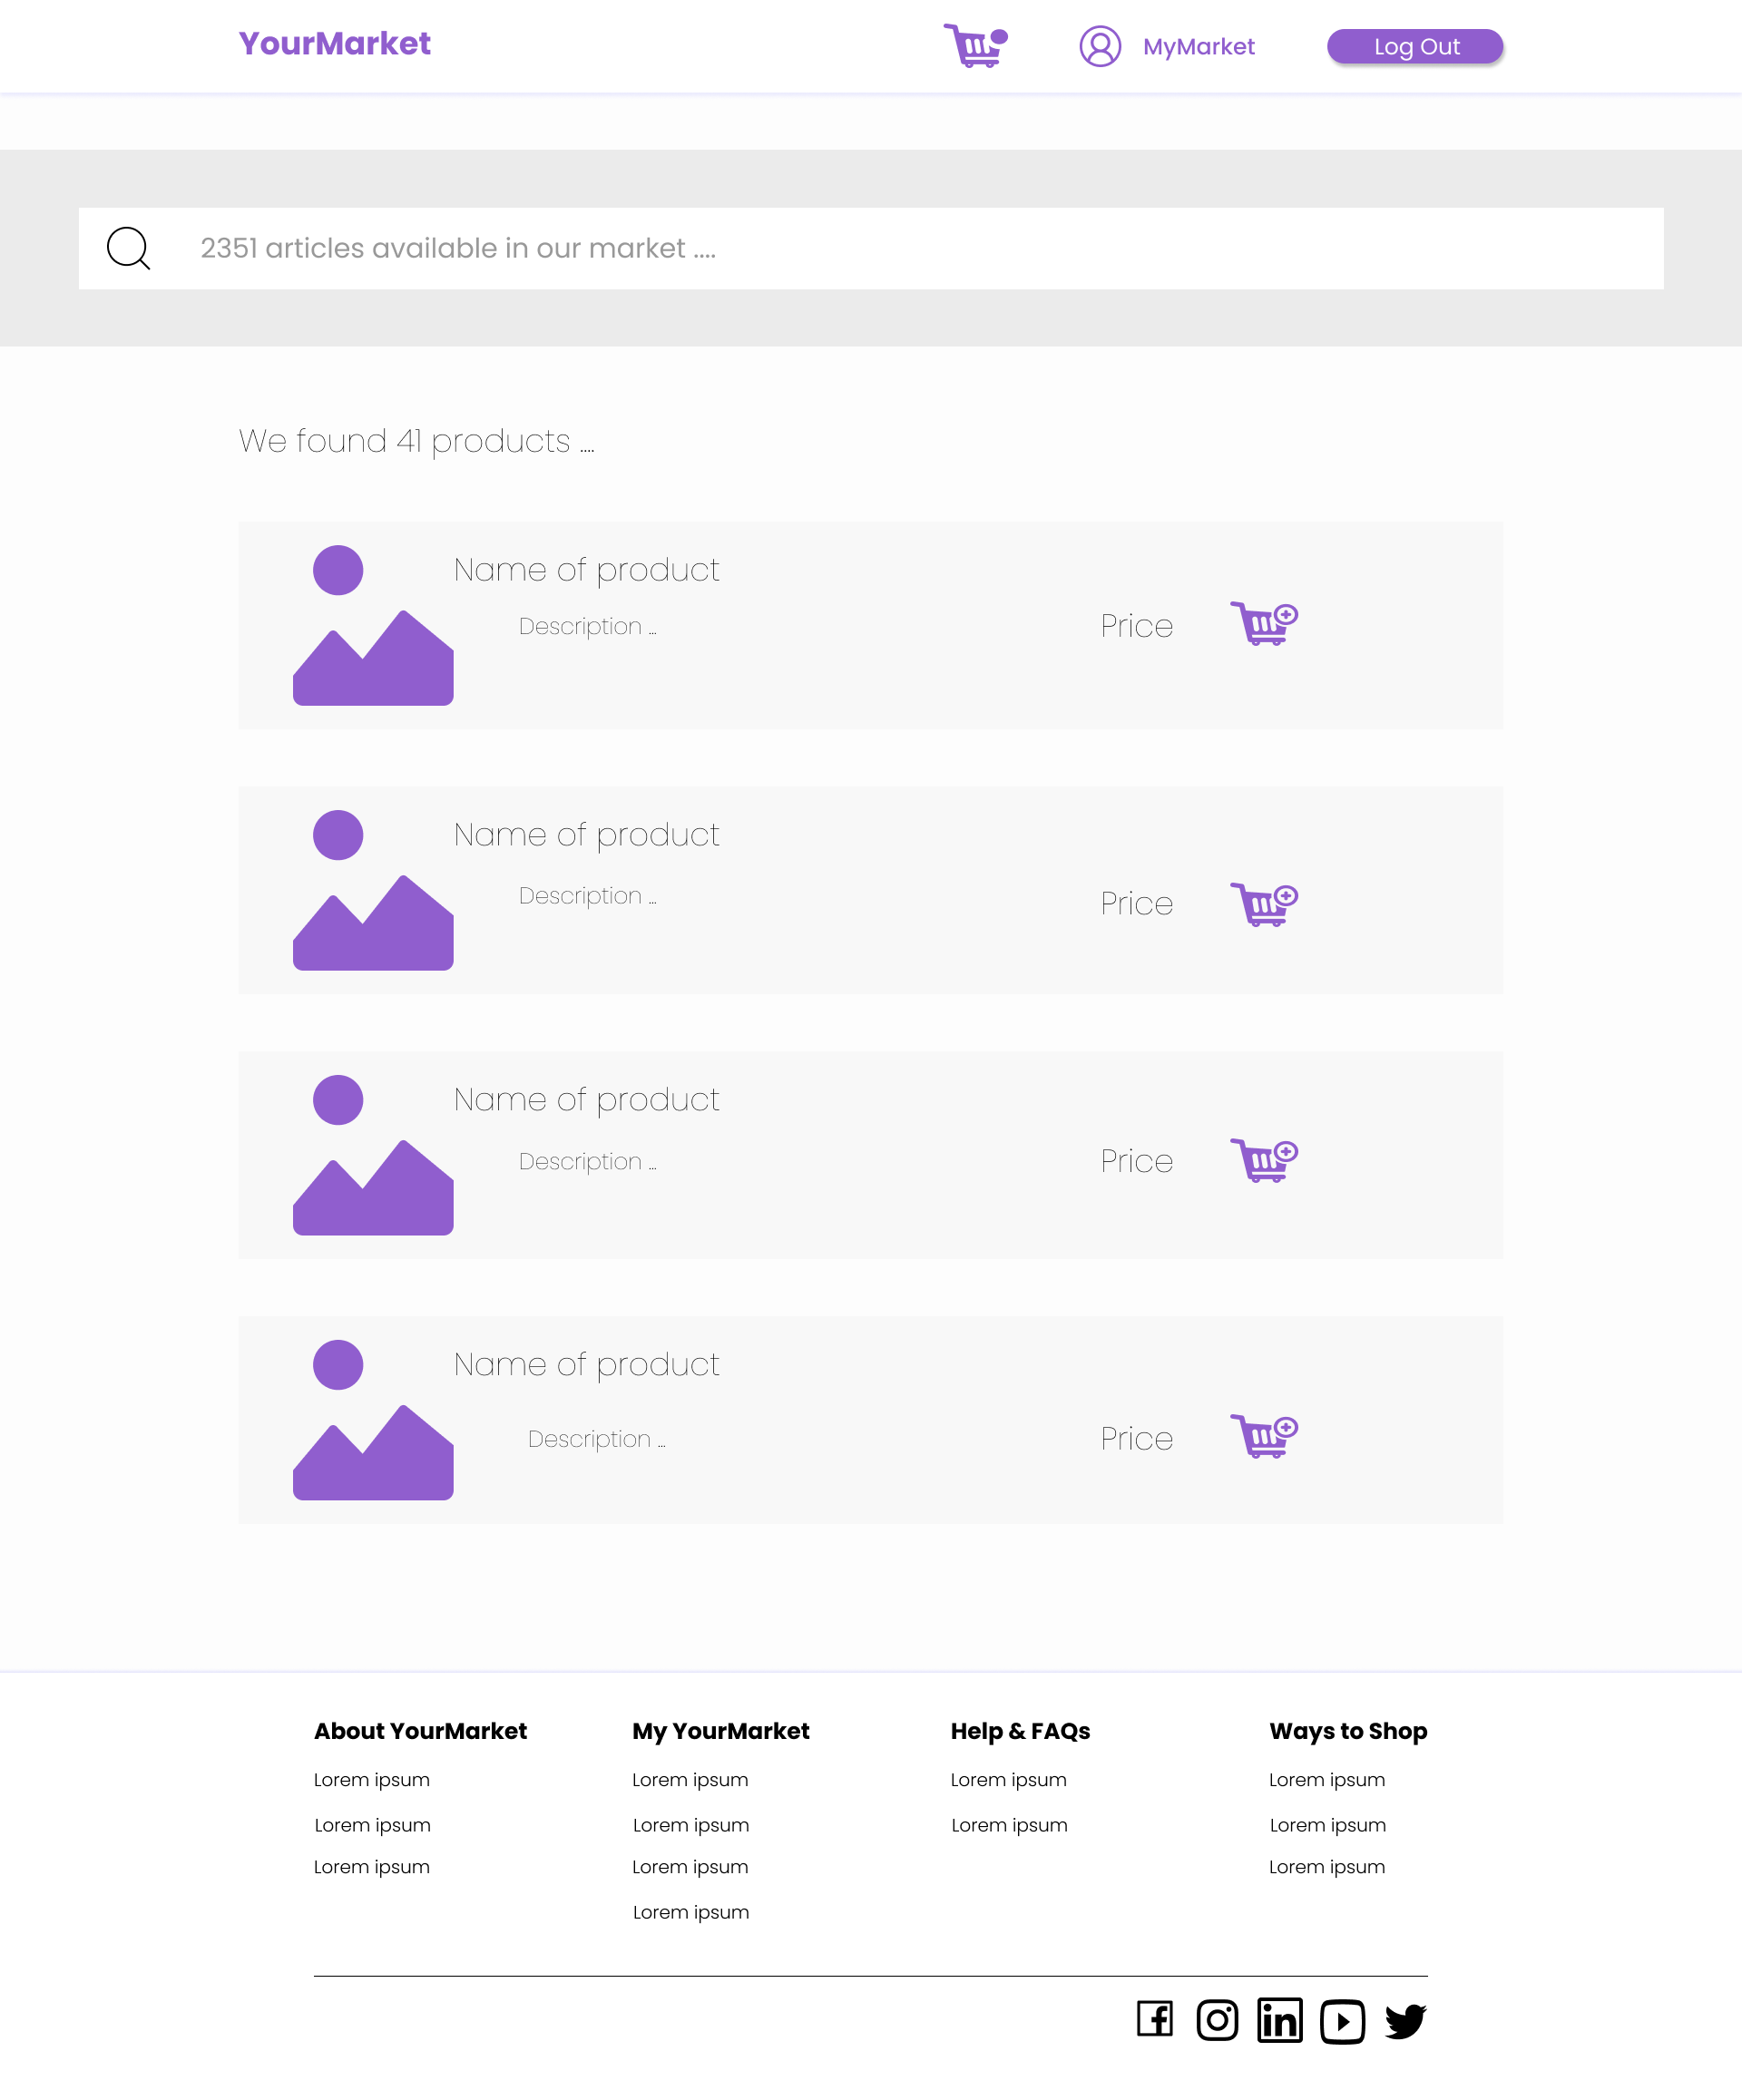 YourMarket
MyMarket
Log Out
2351 articles available in our market ....
We found 41 products ....
Name of product
Description ...
Price
Name of product
Description ...
Price
Name of product
Description ...
Price
Name of product
Description ...
Price
About YourMarket
Lorem ipsum
Lorem ipsum
Lorem ipsum
My YourMarket
Lorem ipsum
Lorem ipsum
Lorem ipsum
Lorem ipsum
Help & FAQs
Lorem ipsum
Lorem ipsum
Ways to Shop
Lorem ipsum
Lorem ipsum
Lorem ipsum